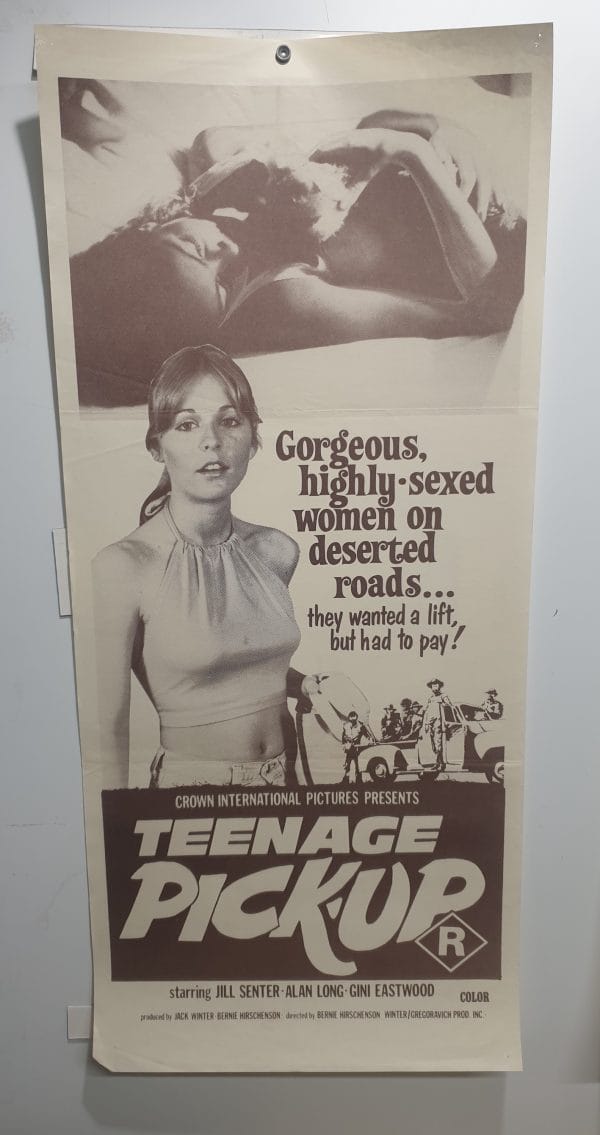 Gorgeous,
highly-sexed
women on
deserted
roads...
they wanted a lift,
but had to pay!
CROWN INTERNATIONAL PICTURES PRESENTS
TEENAGE
PICK-UP
R
starring JILL SENTER · ALAN LONG · GINI EASTWOOD
COLOR
produced by JACK WINTER · BERNIE HIRSCHENSON · directed by BERNIE HIRSCHENSON WINTER/GREGORAVICH PROD. INC.